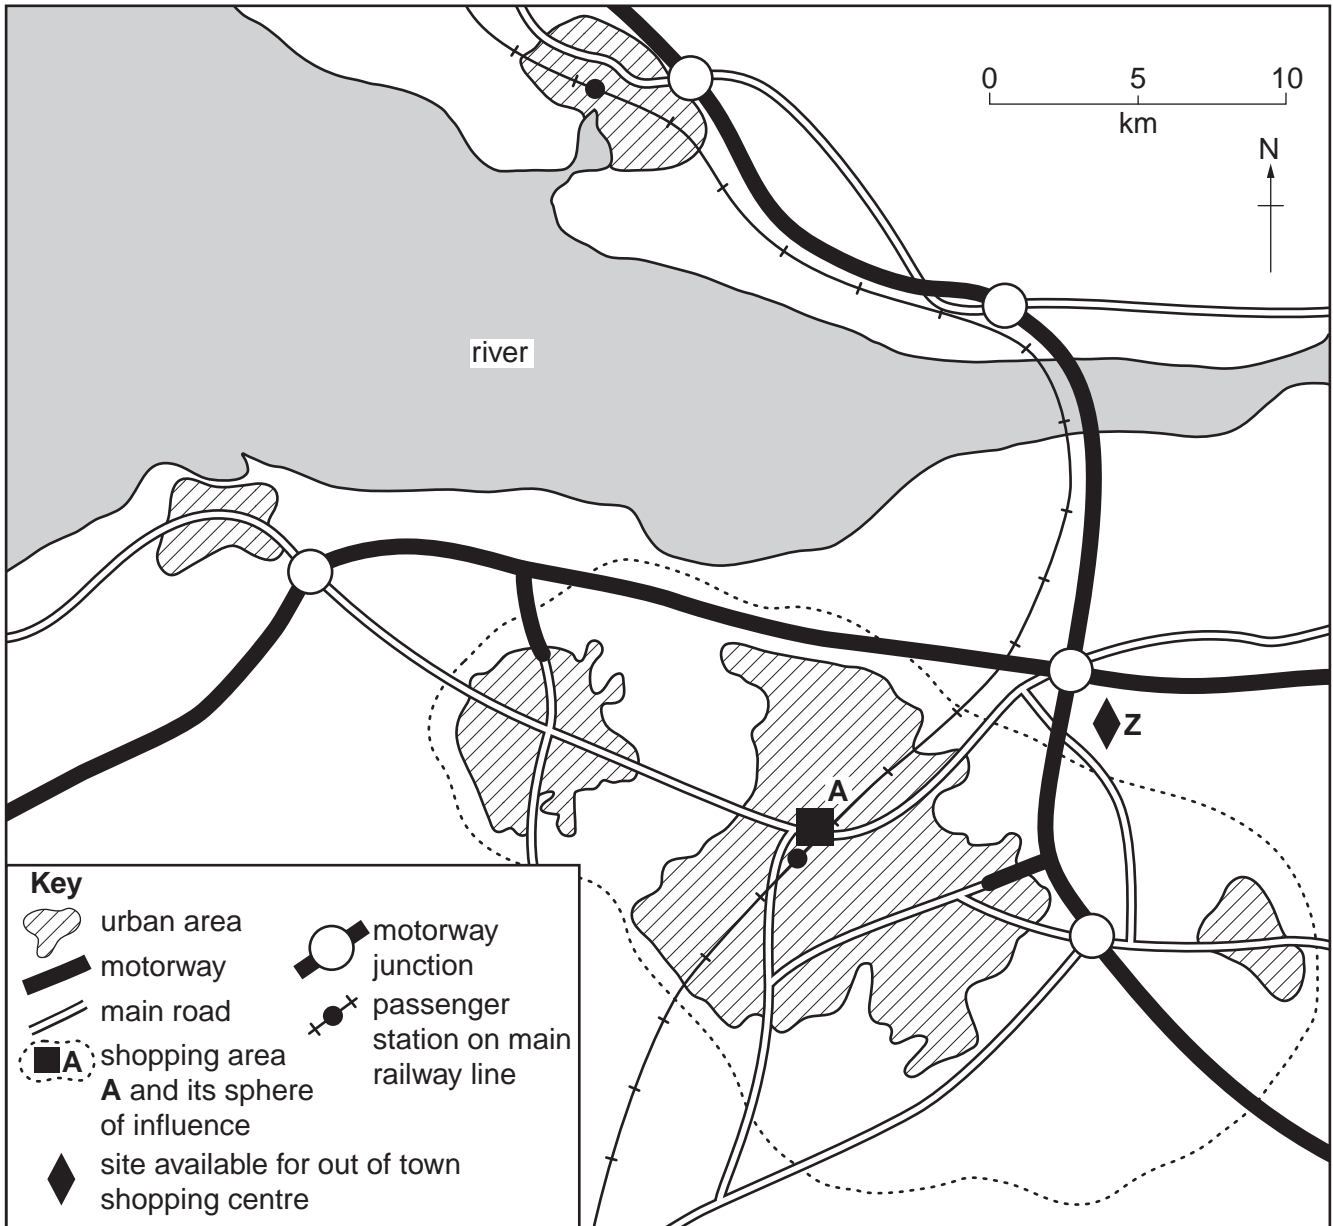 0 5 10
km
N
river
Z
A
Key
urban area
motorway
main road
A
shopping area
A and its sphere
of influence
site available for out of town
shopping centre
motorway
junction
passenger
station on main
railway line